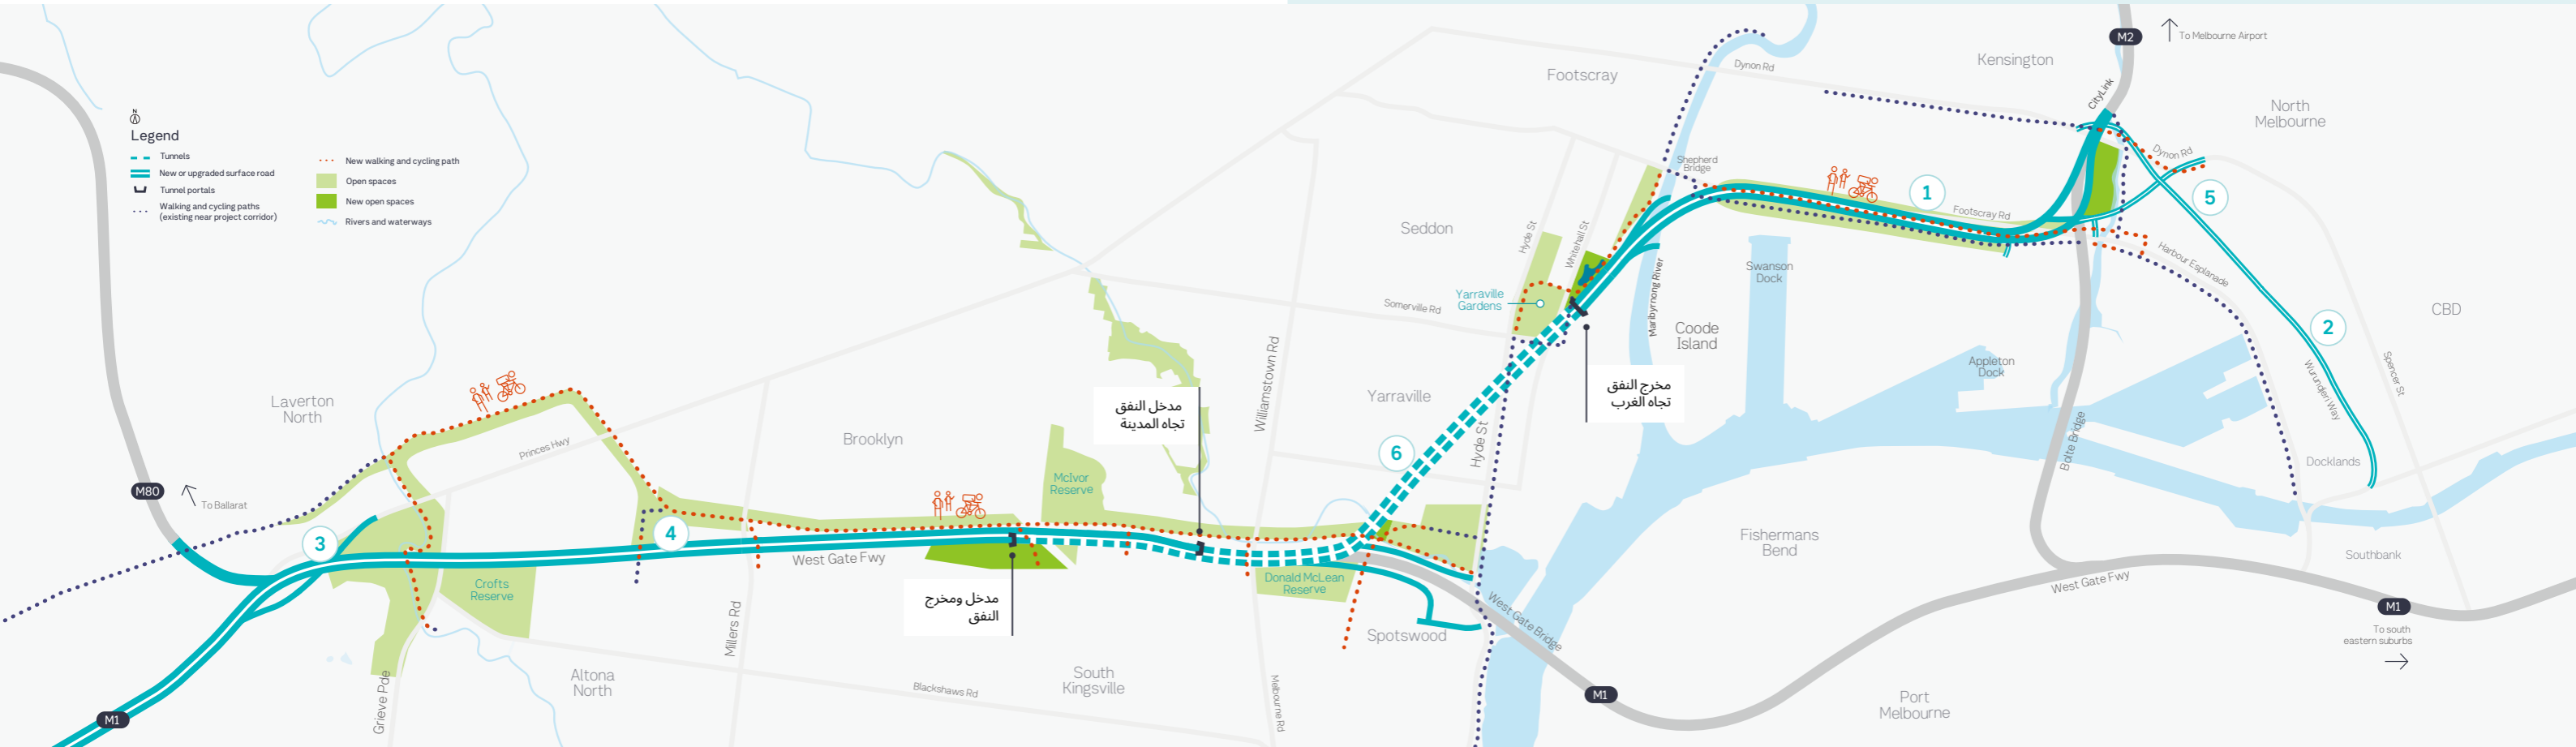 N
Legend
Tunnels
New or upgraded surface road
Tunnel portals
Walking and cycling paths
(existing near project corridor)
New walking and cycling path
Open spaces
New open spaces
Rivers and waterways
M80
To Ballarat
Laverton
North
3
M1
Princes Hwy
Crofts
Reserve
Grieve Pde
Altona
North
4
Millers Rd
Brooklyn
West Gate Fwy
Blackshaws Rd
McIvor
Reserve
مدخل النفق
تجاه المدينة
مدخل ومخرج
النفق
South
Kingsville
Williamstown Rd
Melbourne Rd
Donald McLean
Reserve
Spotswood
6
Yarraville
Hyde St
Seddon
Somerville Rd
Yarraville
Gardens
Hyde St
Whitehall St
مخرج النفق
تجاه الغرب
Footscray
Shepherd
Bridge
Dynon Rd
Maribyrnong River
Coode
Island
Swanson
Dock
1
Footscray Rd
Appleton
Dock
Fishermans
Bend
West Gate Bridge
M1
Port
Melbourne
West Gate Fwy
Bolte Bridge
Kensington
M2
To Melbourne Airport
CityLink
North
Melbourne
Dynon Rd
5
Harbour Esplanade
2
CBD
Wurundjeri Way
Spencer St
Docklands
Southbank
M1
To south
eastern suburbs